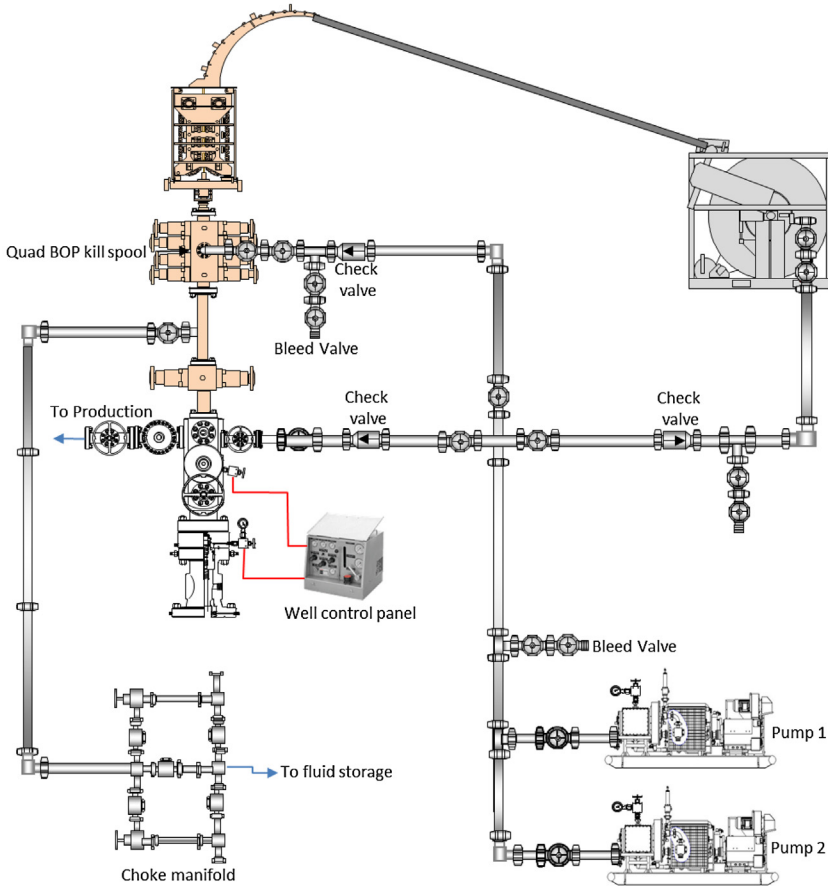 Quad BOP kill spool
Check
valve
Bleed Valve
To Production
Check
valve
Check
valve
Well control panel
Bleed Valve
Pump 1
To fluid storage
Pump 2
Choke manifold